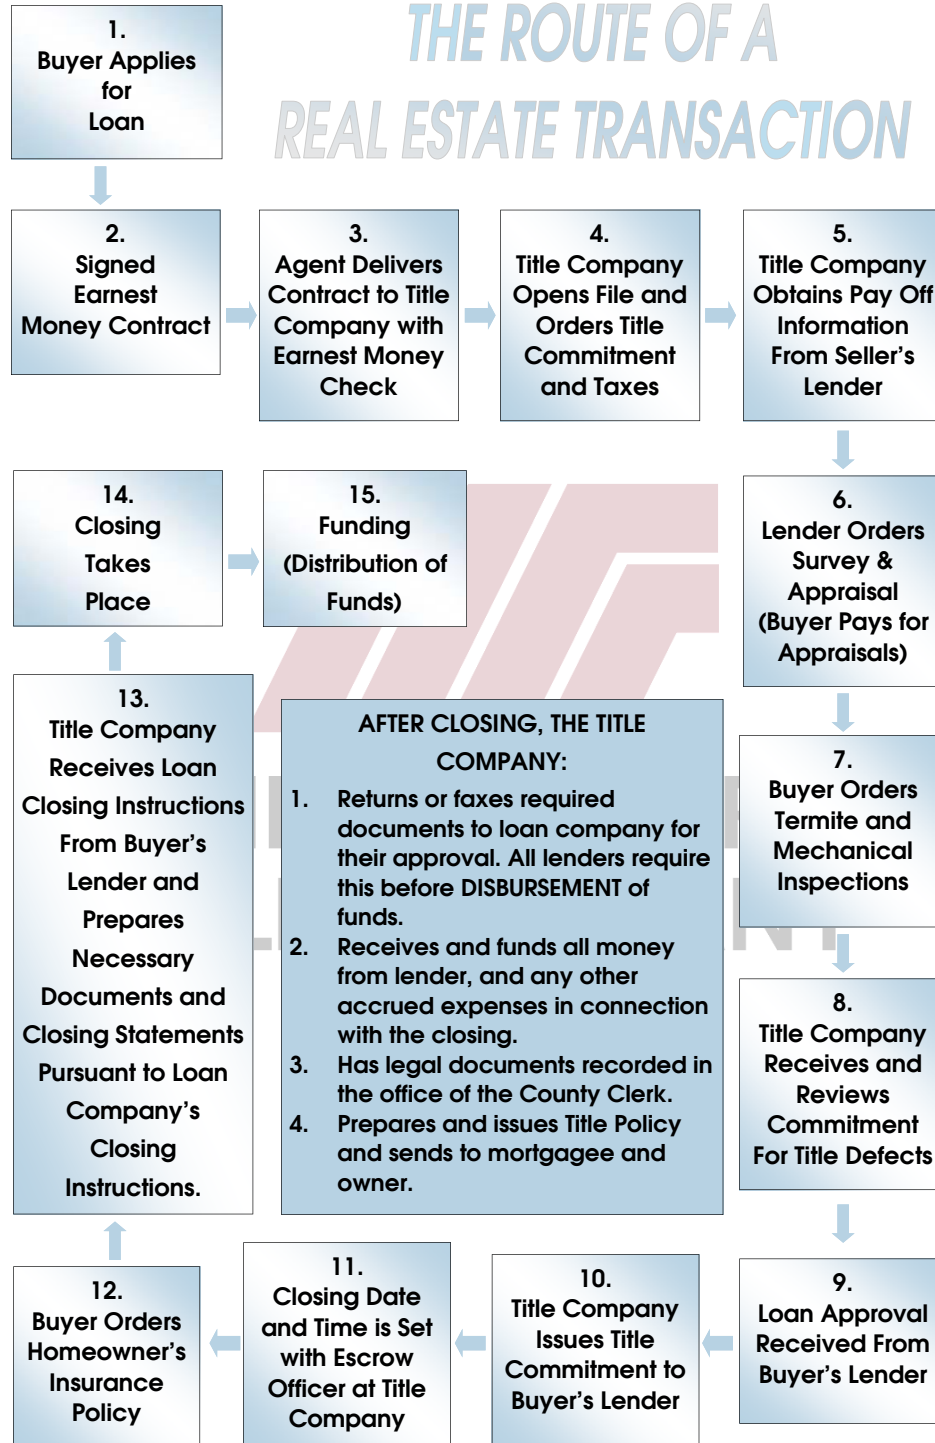 THE ROUTE OF A
REAL ESTATE TRANSACTION
1.
Buyer Applies
for
Loan
2.
Signed
Earnest
Money Contract
3.
Agent Delivers
Contract to Title
Company with
Earnest Money
Check
4.
Title Company
Opens File and
Orders Title
Commitment
and Taxes
5.
Title Company
Obtains Pay Off
Information
From Seller's
Lender
6.
Lender Orders
Survey &
Appraisal
(Buyer Pays for
Appraisals)
7.
Buyer Orders
Termite and
Mechanical
Inspections
8.
Title Company
Receives and
Reviews
Commitment
For Title Defects
9.
Loan Approval
Received From
Buyer's Lender
10.
Title Company
Issues Title
Commitment to
Buyer's Lender
11.
Closing Date
and Time is Set
with Escrow
Officer at Title
Company
12.
Buyer Orders
Homeowner's
Insurance
Policy
13.
Title Company
Receives Loan
Closing Instructions
From Buyer's
Lender and
Prepares
Necessary
Documents and
Closing Statements
Pursuant to Loan
Company's
Closing
Instructions.
14.
Closing
Takes
Place
15.
Funding
(Distribution of
Funds)
AFTER CLOSING, THE TITLE
COMPANY:
1. Returns or faxes required
documents to loan company for
their approval. All lenders require
this before DISBURSEMENT of
funds.
2. Receives and funds all money
from lender, and any other
accrued expenses in connection
with the closing.
3. Has legal documents recorded in
the office of the County Clerk.
4. Prepares and issues Title Policy
and sends to mortgagee and
owner.